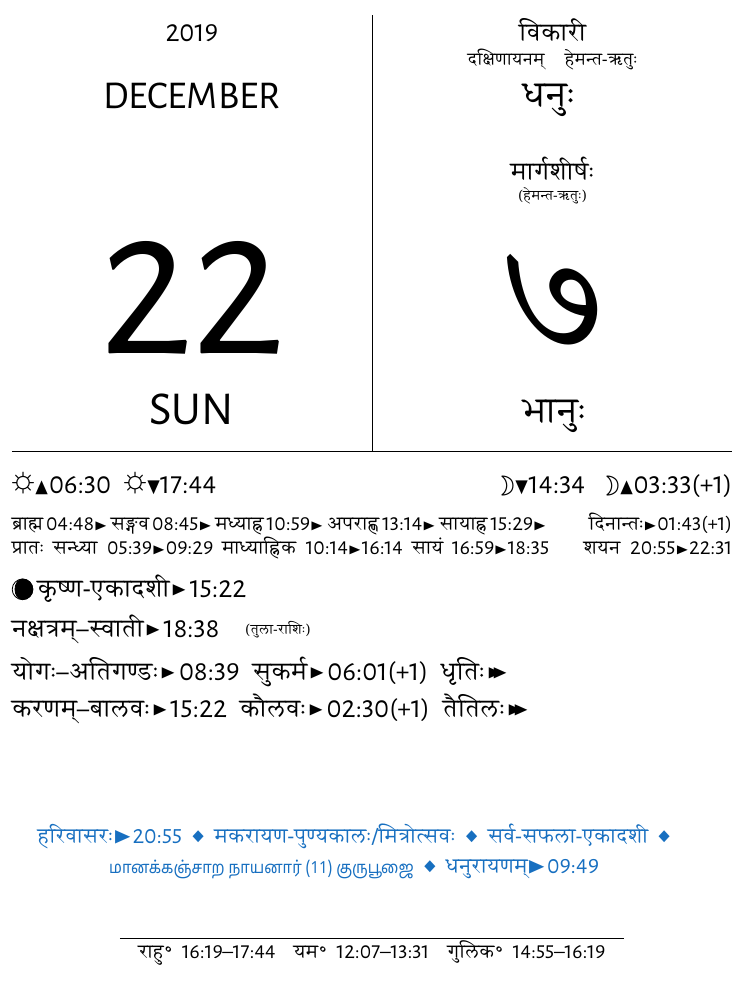 2019
DECEMBER
22
SUN
विकारी
दक्षिणायनम् हेमन्त-ऋतुः
धनुः
मार्गशीर्षः
(हेमन्त-ऋतुः)
७
भानुः
☼▲06:30 ☼▼17:44 ☽▼14:34 ☽▲03:33(+1)
ब्राह्म 04:48► सङ्गव 08:45► मध्याह्न 10:59► अपराह्ण 13:14► सायाह्न 15:29► दिनान्तः►01:43(+1)
प्रातः सन्ध्या 05:39►09:29 माध्याह्निक 10:14►16:14 सायं 16:59►18:35 शयन 20:55►22:31
कृष्ण-एकादशी►15:22
नक्षत्रम्–स्वाती►18:38 (तुला-राशिः)
योगः–अतिगण्डः►08:39 सुकर्म►06:01(+1) धृतिः►►
करणम्–बालवः►15:22 कौलवः►02:30(+1) तैतिलः►►
हरिवासरः►20:55 ◆ मकरायण-पुण्यकालः/मित्रोत्सवः ◆ सर्व-सफला-एकादशी ◆
மானக்கஞ்சாற நாயனார் (11) குருபூஜை ◆ धनुरायणम्►09:49
राहु° 16:19–17:44 यम° 12:07–13:31 गुलिक° 14:55–16:19